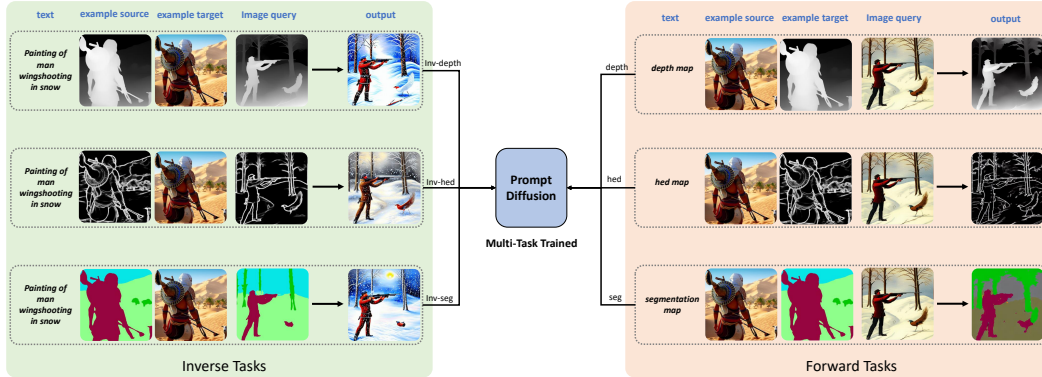 text example source example target Image query output
Painting of
man
wingshooting
in snow
Inv-depth
Painting of
man
wingshooting
in snow
Inv-hed
Painting of
man
wingshooting
in snow
Inv-seg
Inverse Tasks
Prompt
Diffusion
Multi-Task Trained
text example source example target Image query output
depth
depth map
hed
hed map
seg
segmentation
map
Forward Tasks